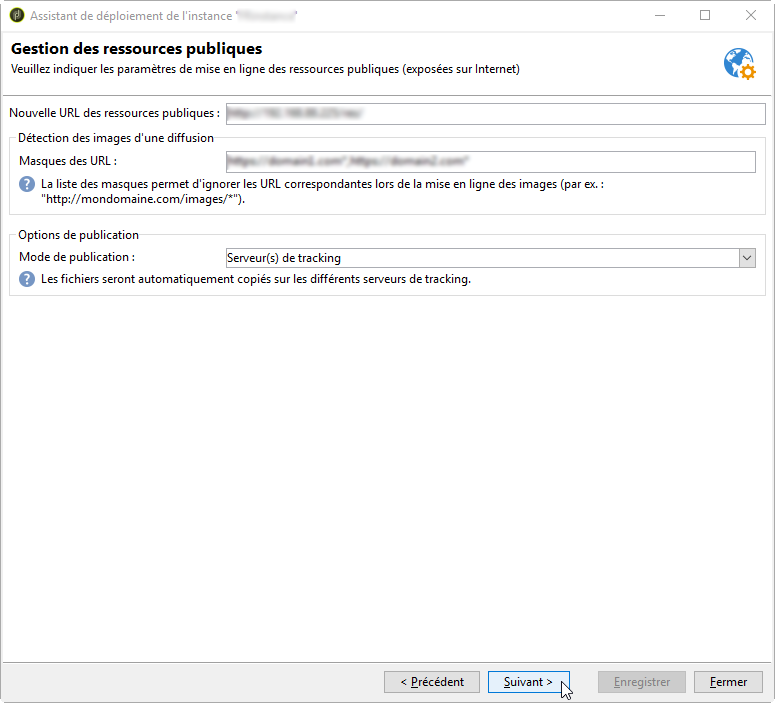 Assistant de déploiement de l'instance
Gestion des ressources publiques
Veuillez indiquer les paramètres de mise en ligne des ressources publiques (exposées sur Internet)
Nouvelle URL des ressources publiques :
Détection des images d'une diffusion
Masques des URL :
La liste des masques permet d'ignorer les URL correspondantes lors de la mise en ligne des images (par ex. :
"http://mondomaine.com/images/*").
Options de publication
Mode de publication : Serveur(s) de tracking
Les fichiers seront automatiquement copiés sur les différents serveurs de tracking.
< Précédent Suivant > Enregistrer Fermer